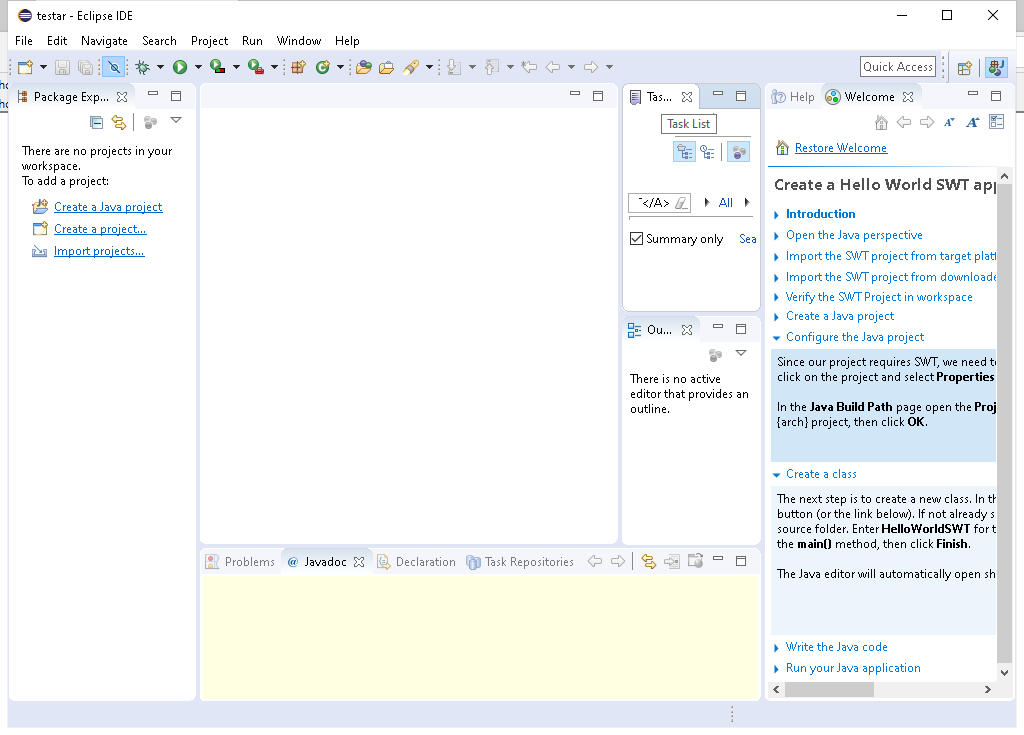 testar - Eclipse IDE
File Edit Navigate Search Project Run Window Help
Quick Access
Package Exp...
There are no projects in your
workspace.
To add a project:
Create a Java project
Create a project...
Import projects...
Tas...
Task List
"</A>
All
Summary only
Sea
Ou...
There is no active
editor that provides an
outline.
Help
Welcome
Restore Welcome
Create a Hello World SWT app
Introduction
Open the Java perspective
Import the SWT project from target platf
Import the SWT project from downloade
Verify the SWT Project in workspace
Create a Java project
Configure the Java project
Since our project requires SWT, we need to
click on the project and select Properties
In the Java Build Path page open the Proj
{arch} project, then click OK.
Create a class
The next step is to create a new class. In th
button (or the link below). If not already s
source folder. Enter HelloWorldSWT for t
the main() method, then click Finish.
The Java editor will automatically open sh
Write the Java code
Run your Java application
Problems
@ Javadoc
Declaration
Task Repositories